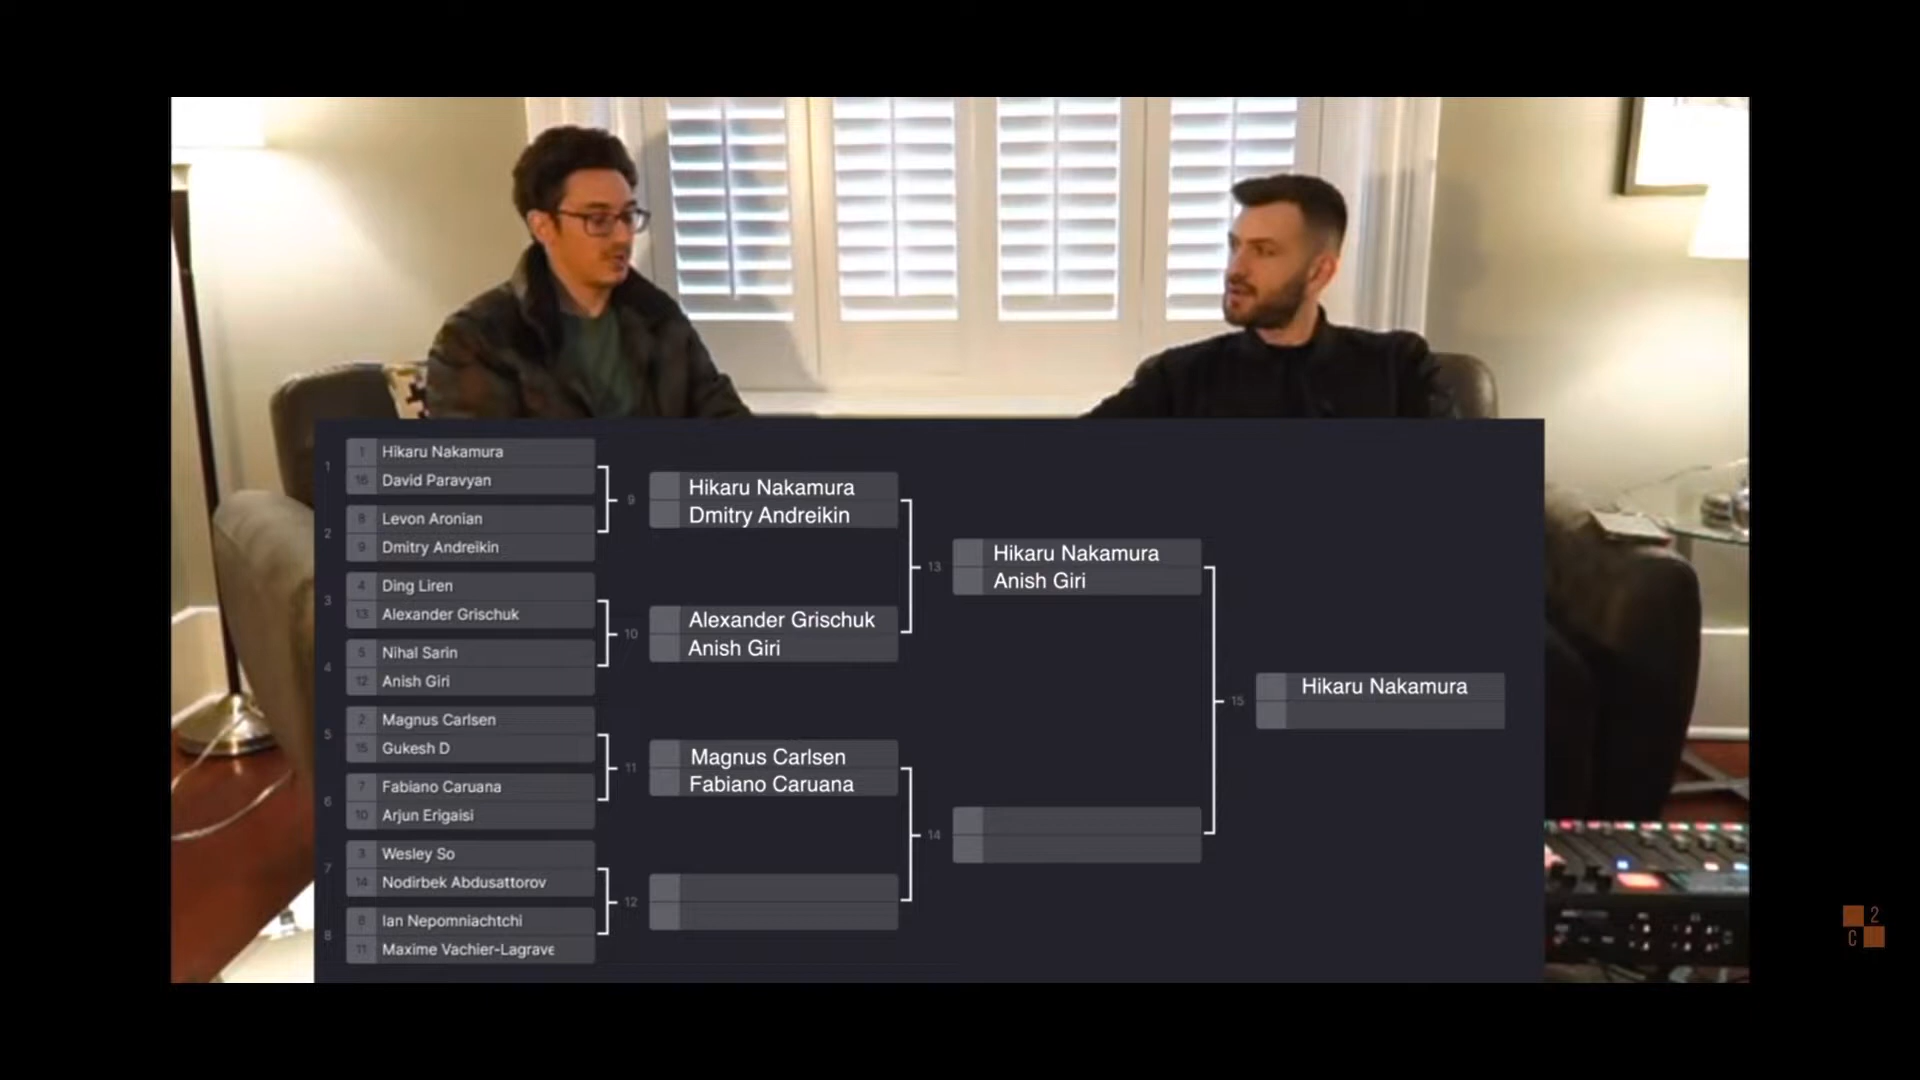 1
1 Hikaru Nakamura
16 David Paravyan
2
8 Levon Aronian
9 Dmitry Andreikin
3
4 Ding Liren
13 Alexander Grischuk
4
5 Nihal Sarin
12 Anish Giri
5
2 Magnus Carlsen
15 Gukesh D
6
7 Fabiano Caruana
10 Arjun Erigaisi
7
3 Wesley So
14 Nodirbek Abdusattorov
8
6 Ian Nepomniachtchi
11 Maxime Vachier-Lagrave
9
Hikaru Nakamura
Dmitry Andreikin
10
Alexander Grischuk
Anish Giri
11
Magnus Carlsen
Fabiano Caruana
12
13
Hikaru Nakamura
Anish Giri
14
15
Hikaru Nakamura
2
C